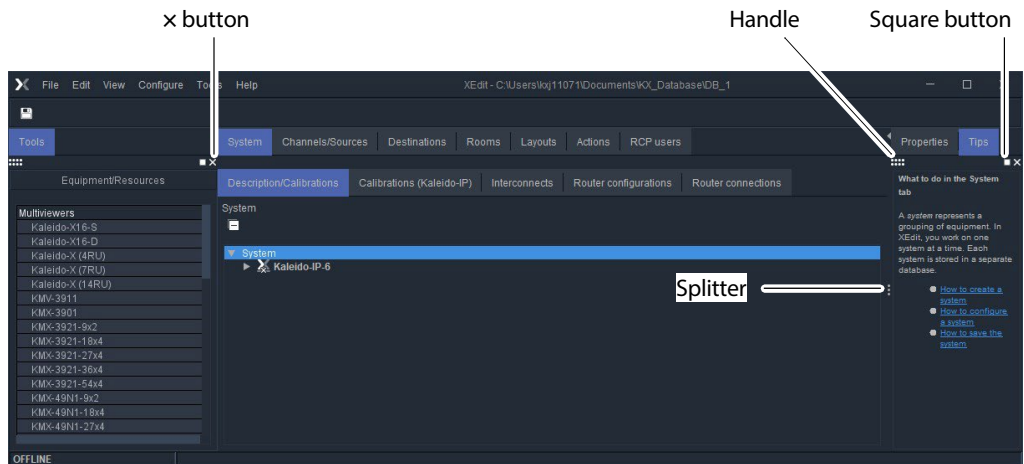 × button
Handle
Square button
File Edit View Configure Tools Help
XEdit - C:\Users\kxj11071\Documents\KX_Database\DB_1
Tools
System Channels/Sources Destinations Rooms Layouts Actions RCP users
Properties Tips
Equipment/Resources
Description/Calibrations Calibrations (Kaleido-IP) Interconnects Router configurations Router connections
Multiviewers
Kaleido-X16-S
Kaleido-X16-D
Kaleido-X (4RU)
Kaleido-X (7RU)
Kaleido-X (14RU)
KMV-3911
KMX-3901
KMX-3921-9x2
KMX-3921-18x4
KMX-3921-27x4
KMX-3921-36x4
KMX-3921-54x4
KMX-49N1-9x2
KMX-49N1-18x4
KMX-49N1-27x4
System
System
Kaleido-IP-6
Splitter
What to do in the System
tab
A system represents a
grouping of equipment. In
XEdit, you work on one
system at a time. Each
system is stored in a separate
database.
How to create a
system
How to configure
a system
How to save the
system
OFFLINE